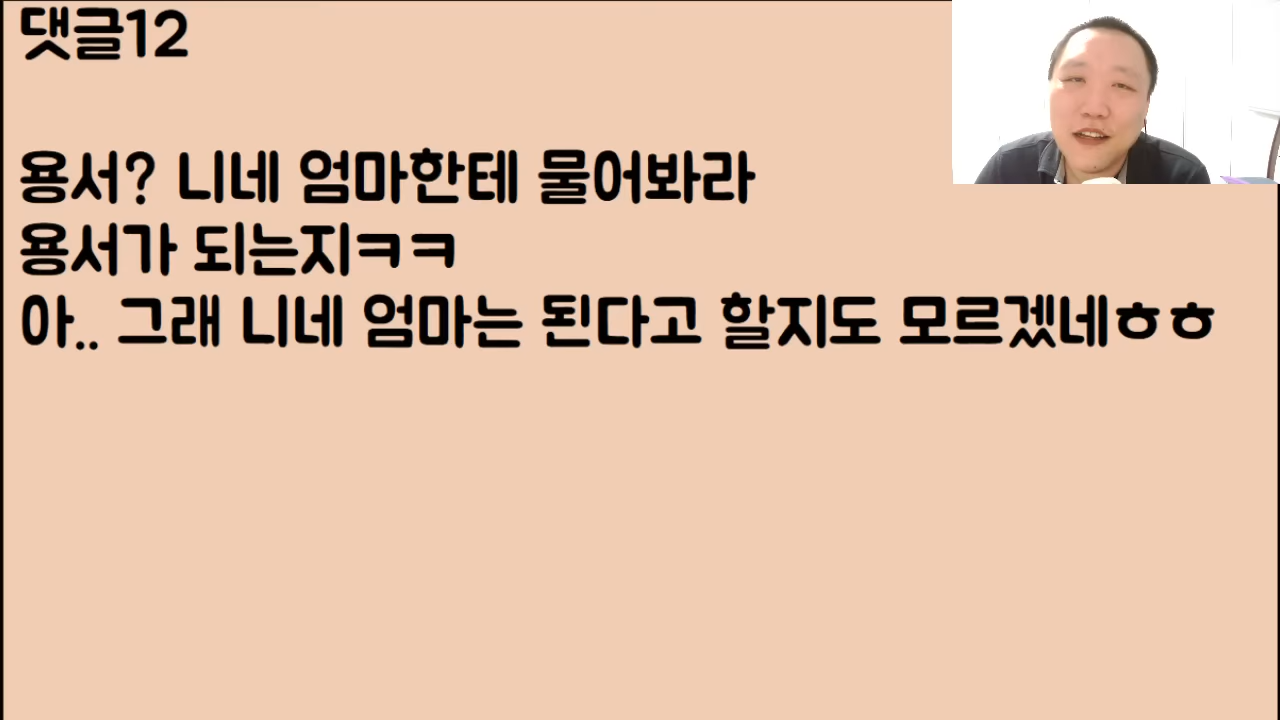 댓글12
용서? 니네 엄마한테 물어봐라
용서가 되는지ㅋㅋ
아.. 그래 니네 엄마는 된다고 할지도 모르겠네ㅎㅎ